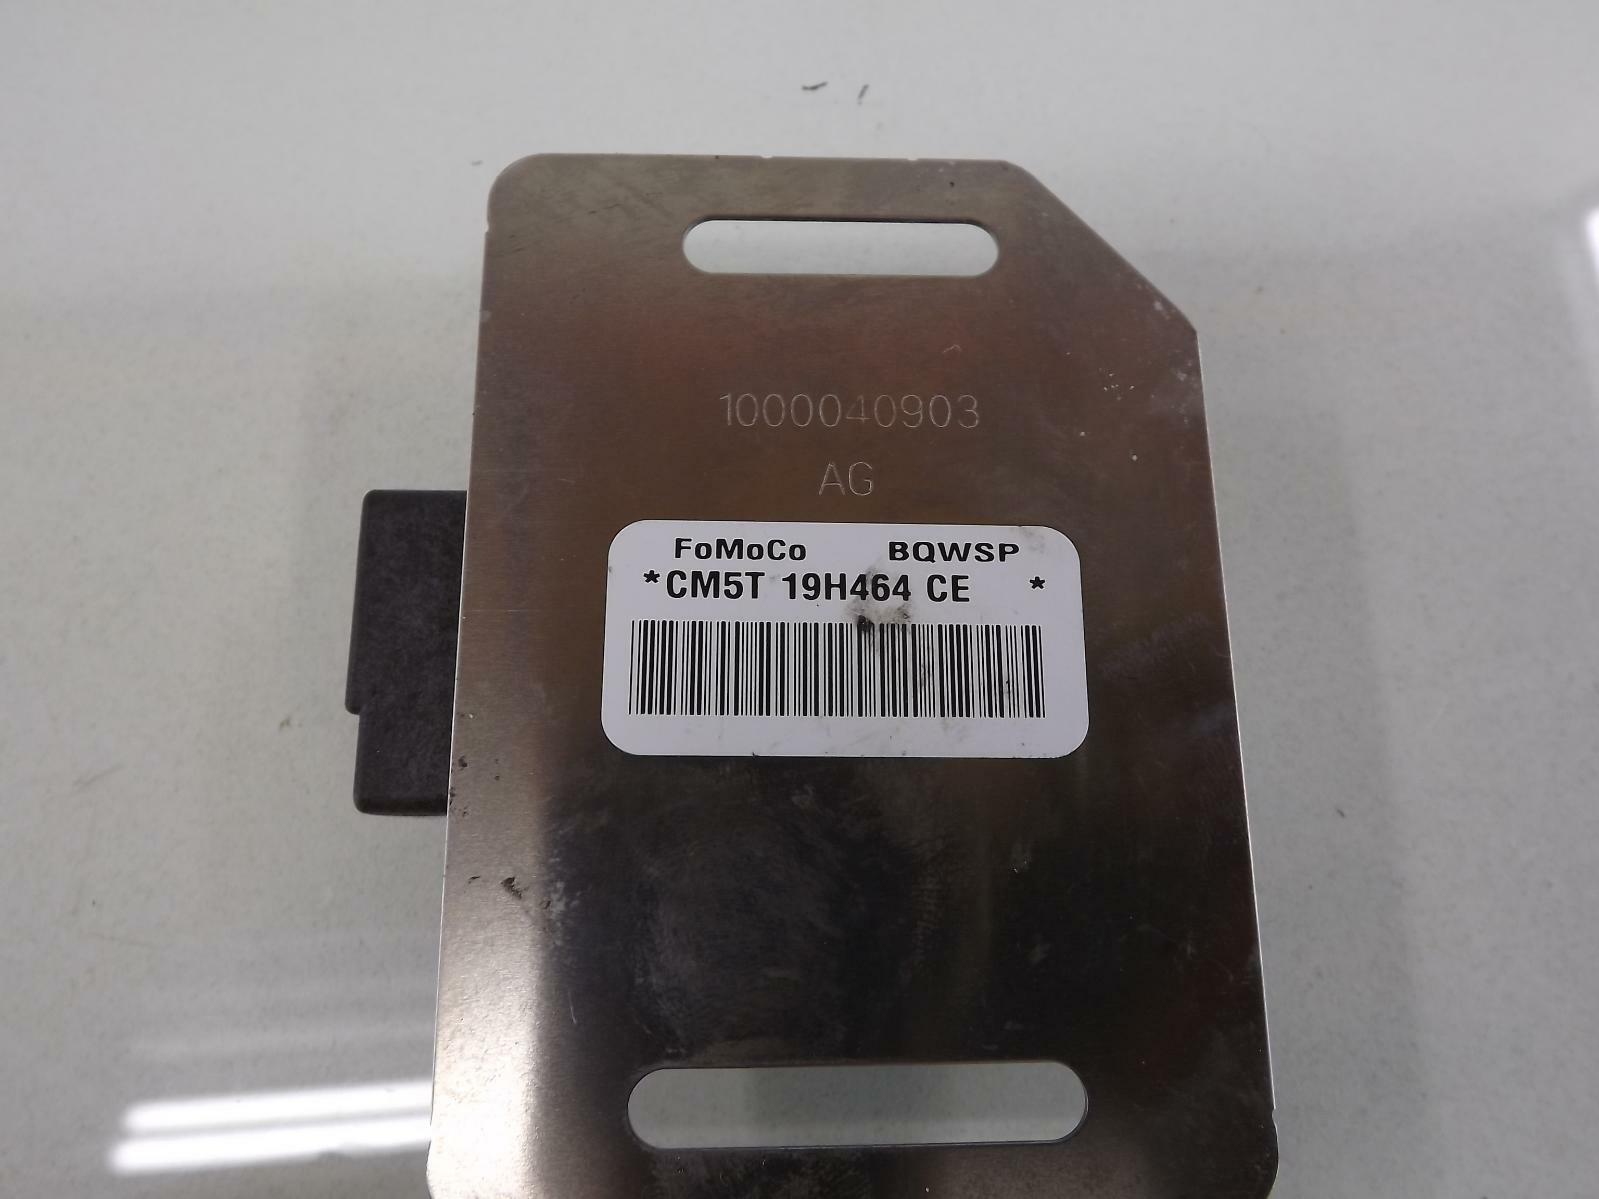 1000040903
AG
FoMoCo BQWSP
*CM5T 19H464 CE *